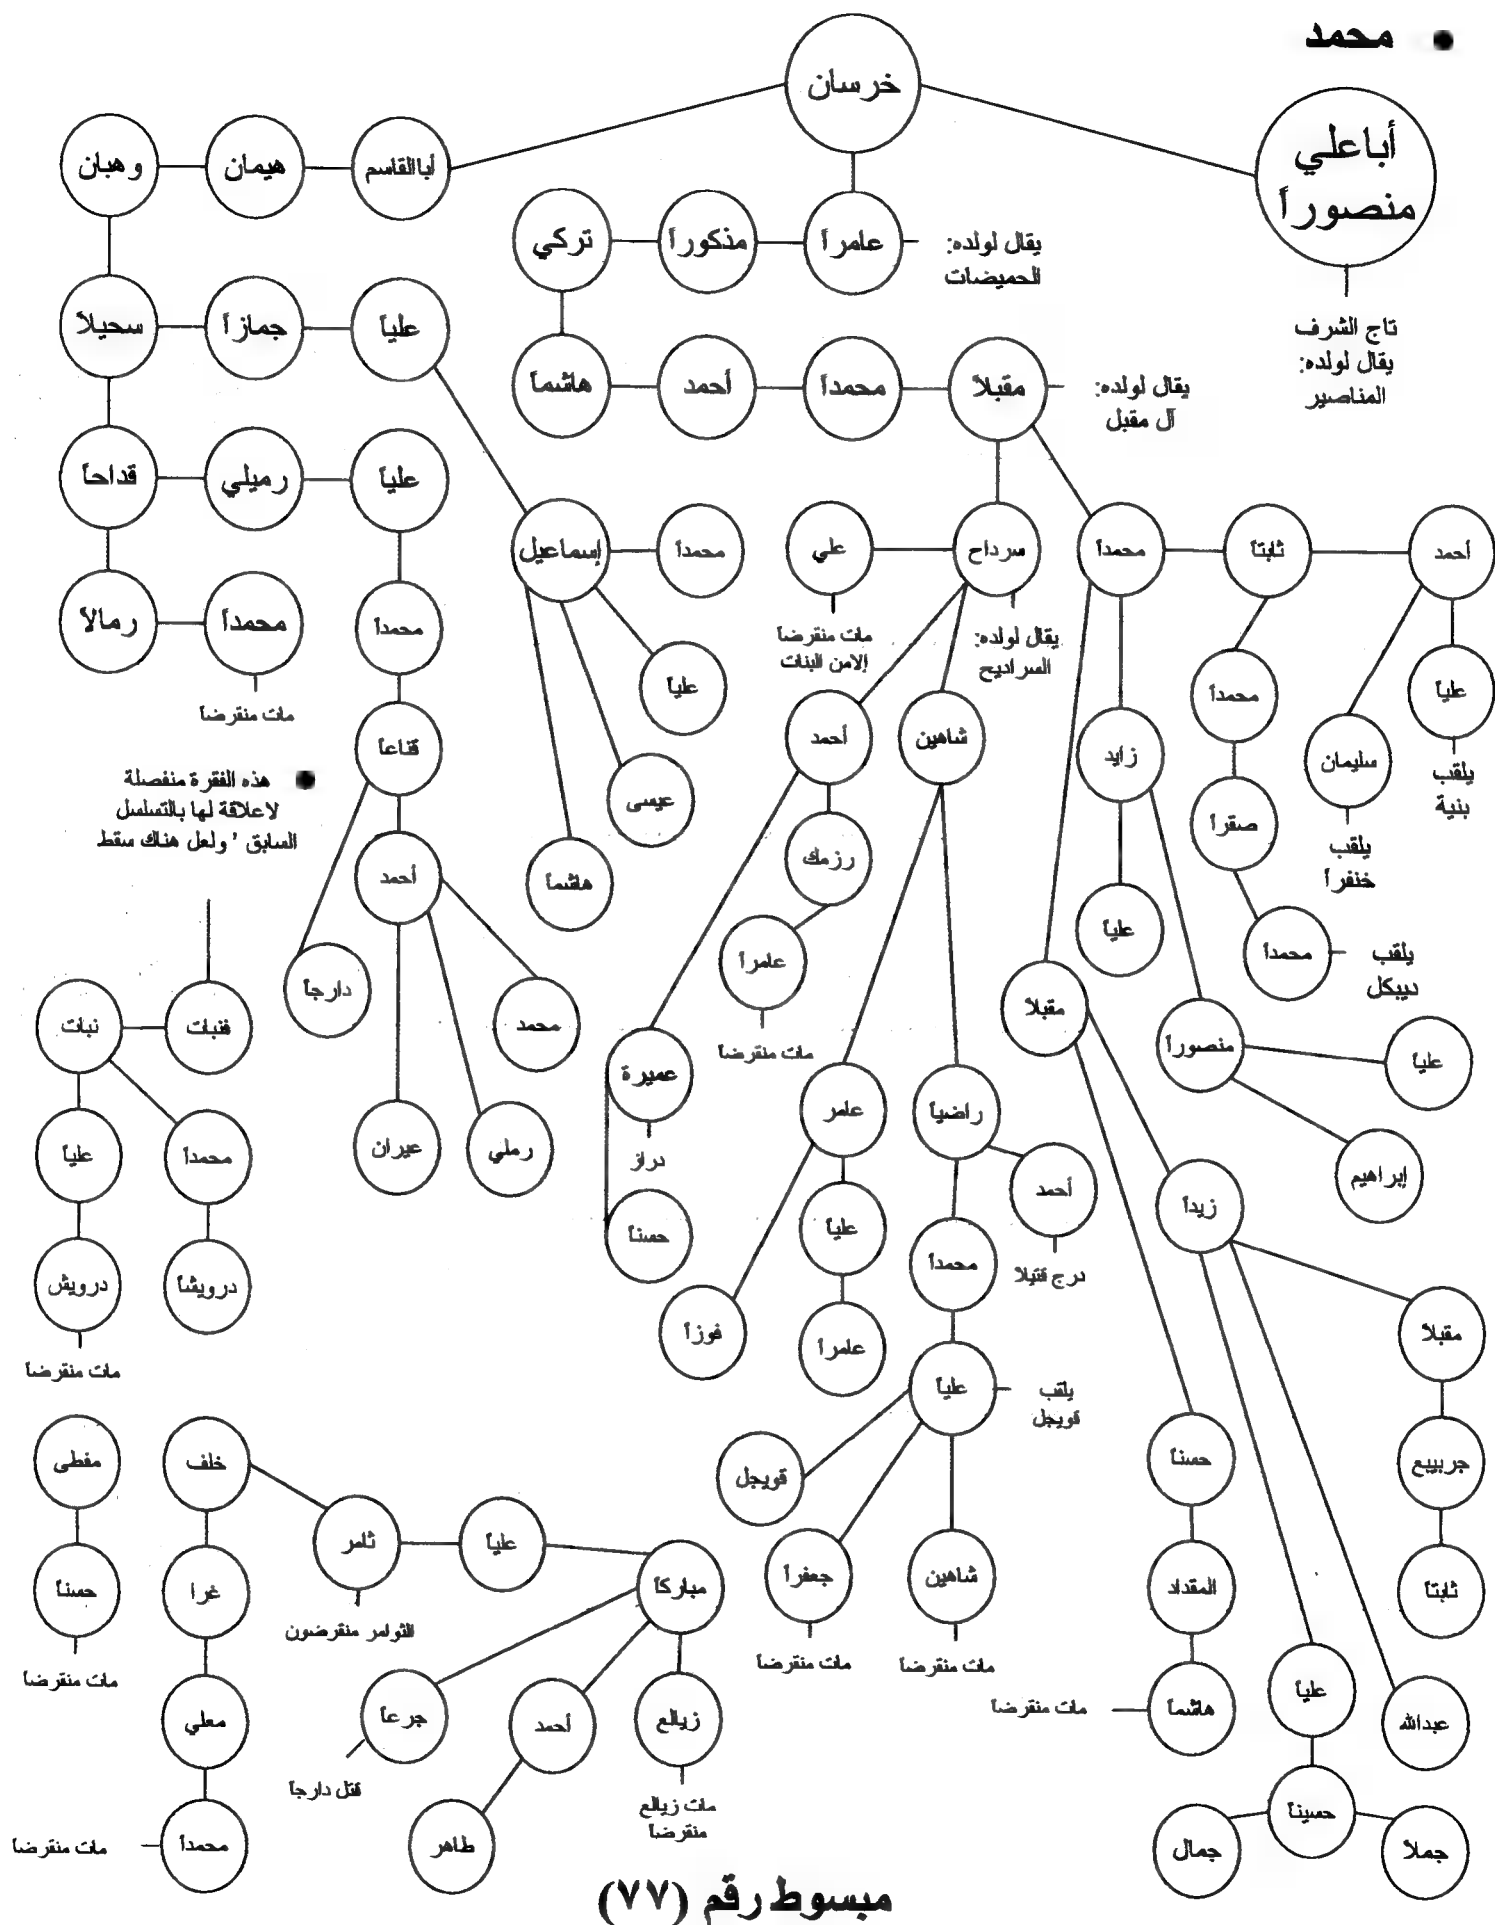 • محمد
خرسان
أبا علي
منصوراً
تاج الشرف
يقال لولده:
المناصير
أبا القاسم
هيمان
وهبان
يقال لولده:
الحميضات
عامراً
مذكوراً
تركي
علياً
جمازاً
سحيلاً
يقال لولده:
آل مقبل
مقبلاً
محمداً
أحمد
هاشماً
علياً
رميلي
قداحاً
أحمد
ثابتاً
محمداً
سرداح
علي
محمداً
إسماعيل
محمداً
محمداً
رمالاً
يقال لولده:
السراديح
مات منقرضاً
إلا من البنات
علياً
محمداً
علياً
مات منقرضاً
يلقب
بنية
سليمان
يلقب
خنفراً
زايد
شاهين
أحمد
قناعاً
• هذه الفقرة منفصلة
لاعلاقة لها بالتسلسل
السابق ' ولعل هناك سقط
عيسى
صقراً
رزمك
هاشماً
أحمد
علياً
محمداً
يلقب
ديبكل
عامراً
مات منقرضاً
دارجاً
مقبلاً
محمد
فنبات
نبات
علياً
منصوراً
عميرة
دراز
عامر
راضياً
إبراهيم
أحمد
درج قتيلا
رملي
عيران
محمداً
علياً
زيداً
علياً
حسناً
محمداً
درويشاً
درويش
مات منقرضاً
مقبلاً
فوزاً
عامراً
علياً
يلقب
قويجل
قويجل
جربيبع
حسناً
خلف
مفطى
ثامر
الثوامر منقرضون
علياً
مباركاً
جعفراً
مات منقرضاً
شاهين
مات منقرضاً
المقداد
ثابتاً
غرا
حسناً
مات منقرضاً
علياً
عبدالله
هاشماً
مات منقرضاً
زيالع
مات زيالع
منقرضاً
أحمد
جرعاً
قتل دارجاً
معلي
حسيناً
جملاً
جمال
طاهر
محمداً
مات منقرضاً
مبسوط رقم (٧٧)